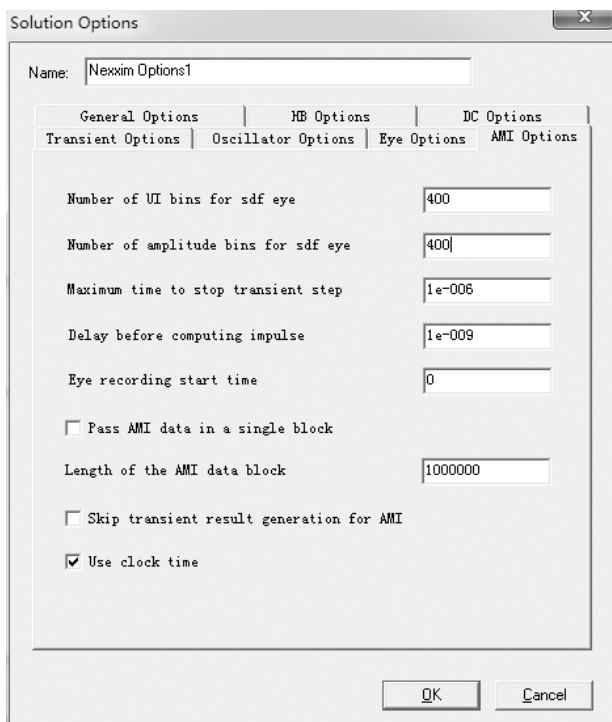 Solution Options
Name: Nexxim Options1
General Options HB Options DC Options
Transient Options Oscillator Options Eye Options AMI Options
Number of UI bins for sdf eye 400
Number of amplitude bins for sdf eye 400
Maximum time to stop transient step 1e-006
Delay before computing impulse 1e-009
Eye recording start time 0
Pass AMI data in a single block
Length of the AMI data block 1000000
Skip transient result generation for AMI
Use clock time
OK Cancel